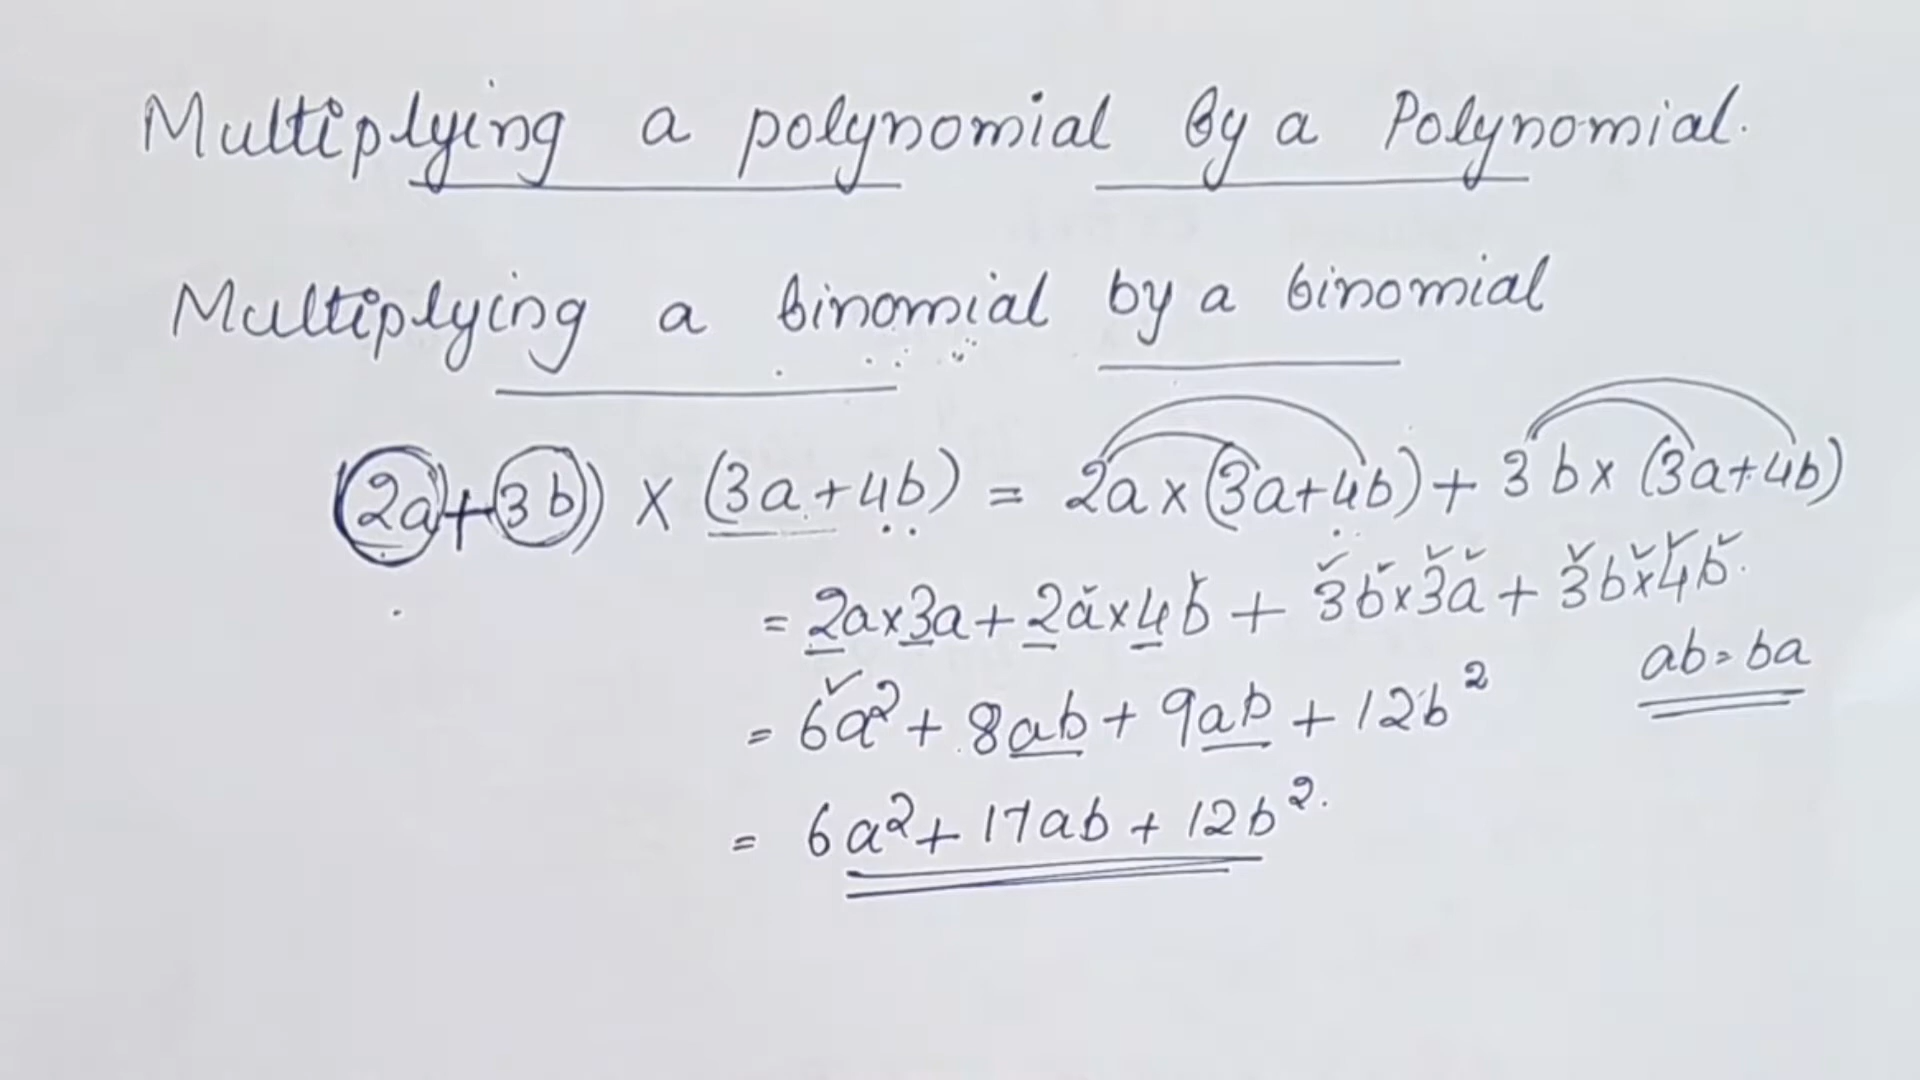 Multiplying a polynomial by a Polynomial.
Multiplying a binomial by a binomial
(2a+3b) × (3a+4b) = 2a×(3a+4b)+ 3b×(3a+4b)
= 2a×3a+2a×4b + 3b×3a+3b×4b.
ab=ba
= 6a²+ 8ab+ 9ab + 12b²
= 6a²+ 17ab + 12b².